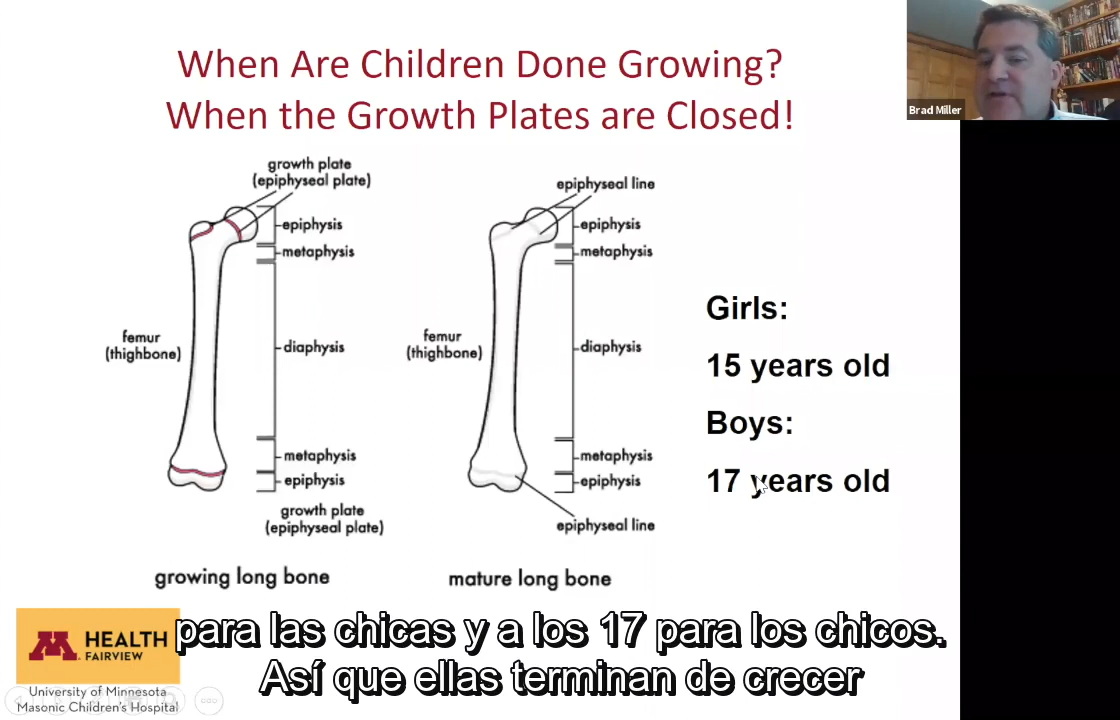 When Are Children Done Growing?
When the Growth Plates are Closed!
Brad Miller
growth plate
(epiphyseal plate)
epiphysis
metaphysis
femur
(thighbone)
diaphysis
metaphysis
epiphysis
growth plate
(epiphyseal plate)
growing long bone
epiphyseal line
epiphysis
metaphysis
femur
(thighbone)
diaphysis
metaphysis
epiphysis
epiphyseal line
mature long bone
Girls:
15 years old
Boys:
17 years old
M HEALTH
FAIRVIEW
University of Minnesota
Masonic Children's Hospital
para las chicas y a los 17 para los chicos.
Así que ellas terminan de crecer